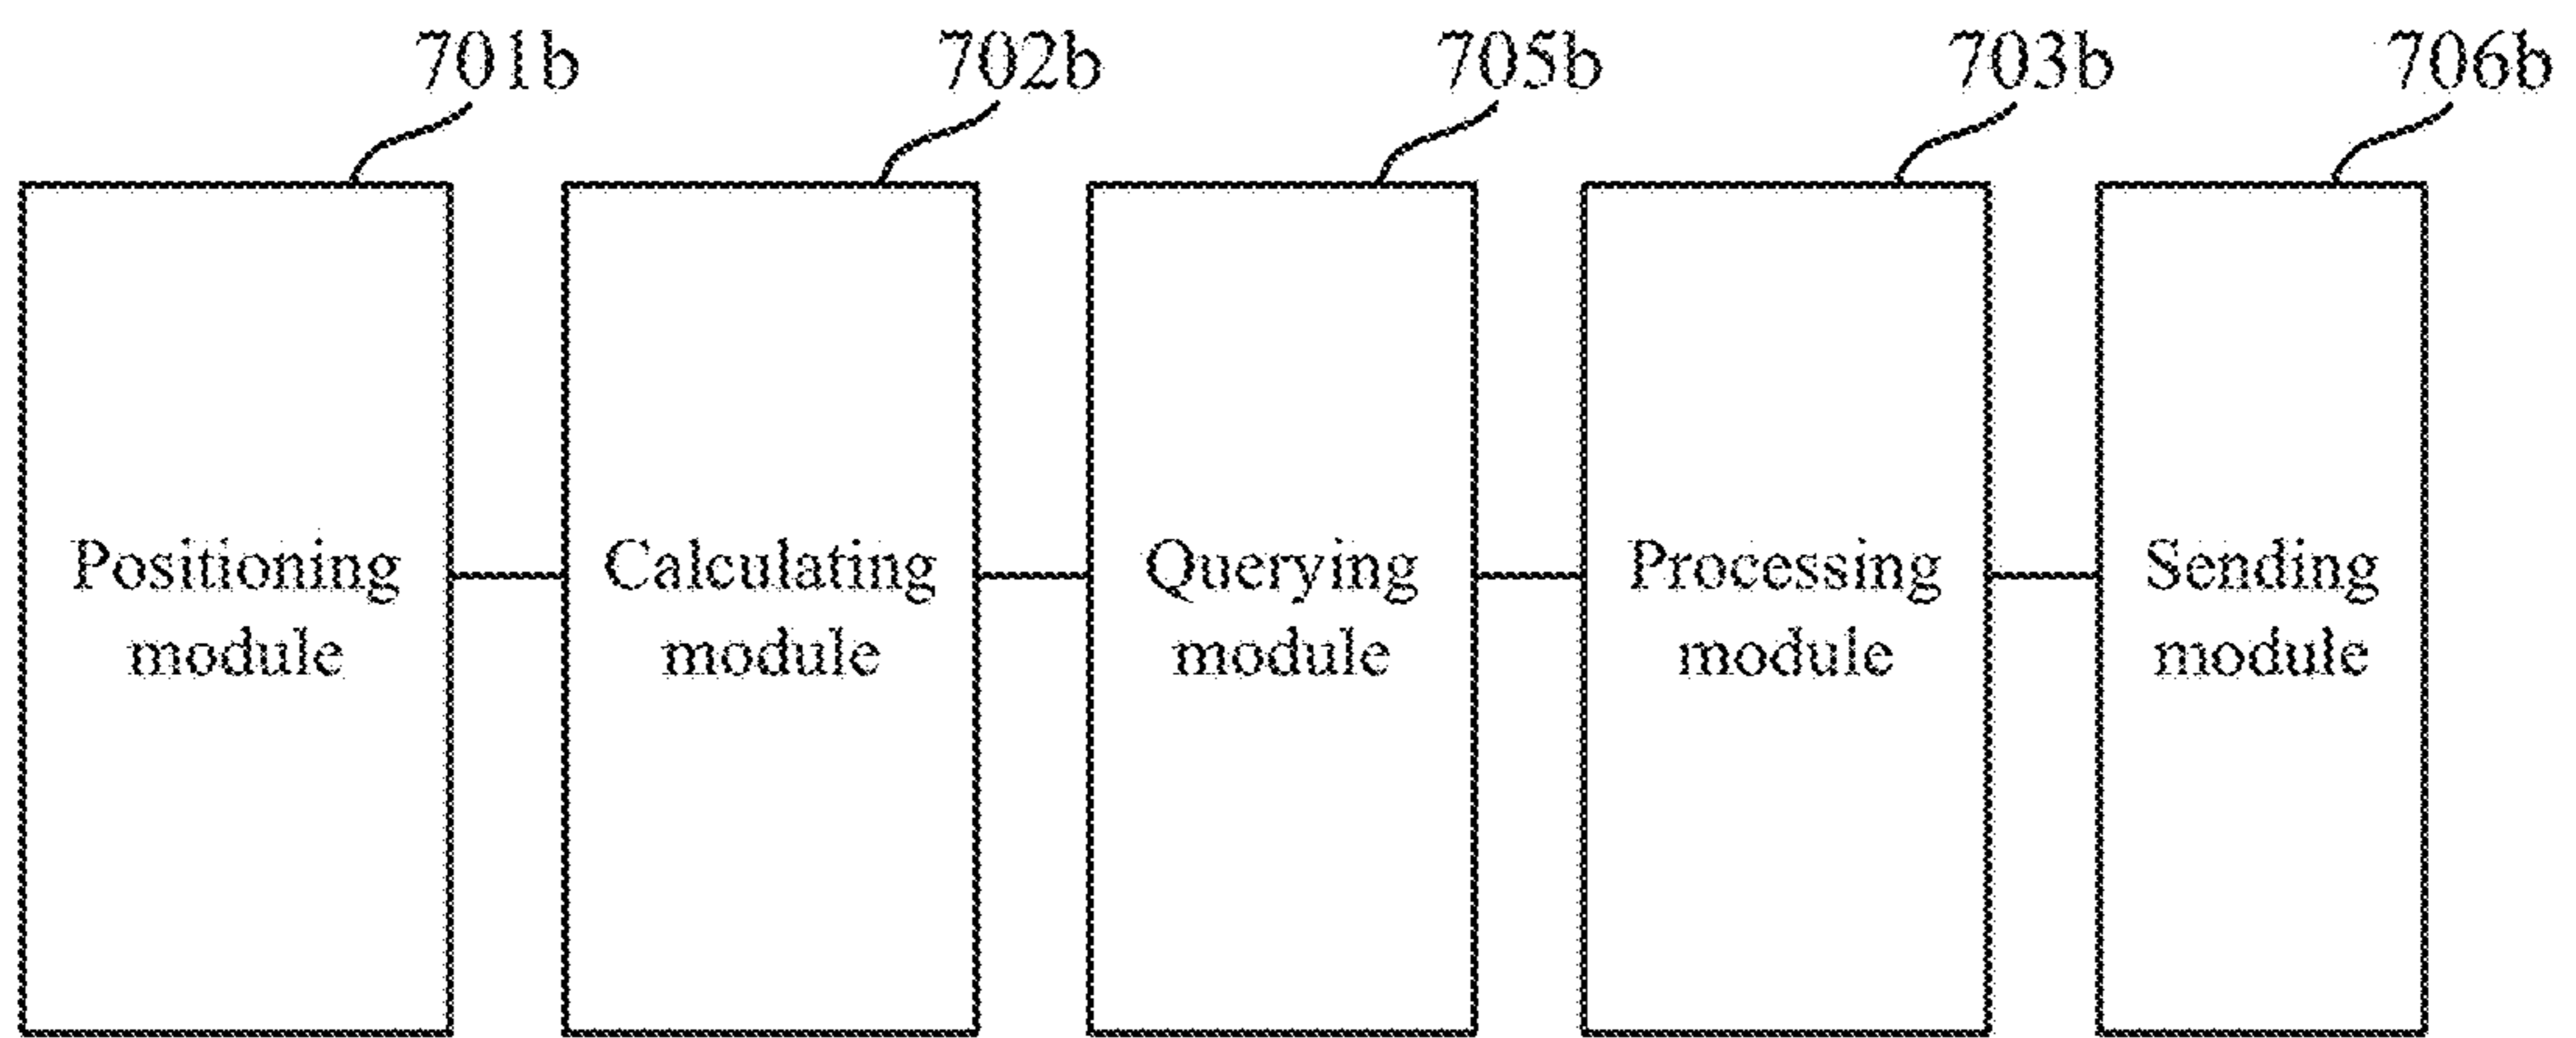 701b
702b
705b
703b
706b
Positioning
module
Calculating
module
Querying
module
Processing
module
Sending
module